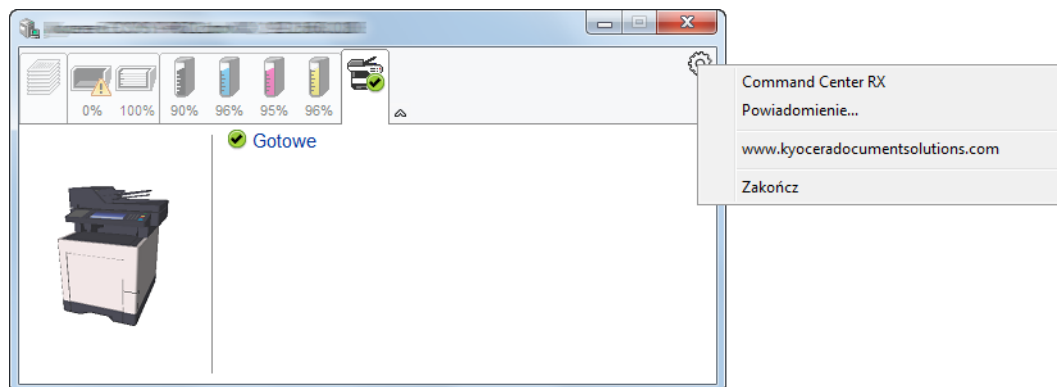 0% 100% 90% 96% 95% 96%
Gotowe
Command Center RX
Powiadomienie...
www.kyoceradocumentsolutions.com
Zakończ